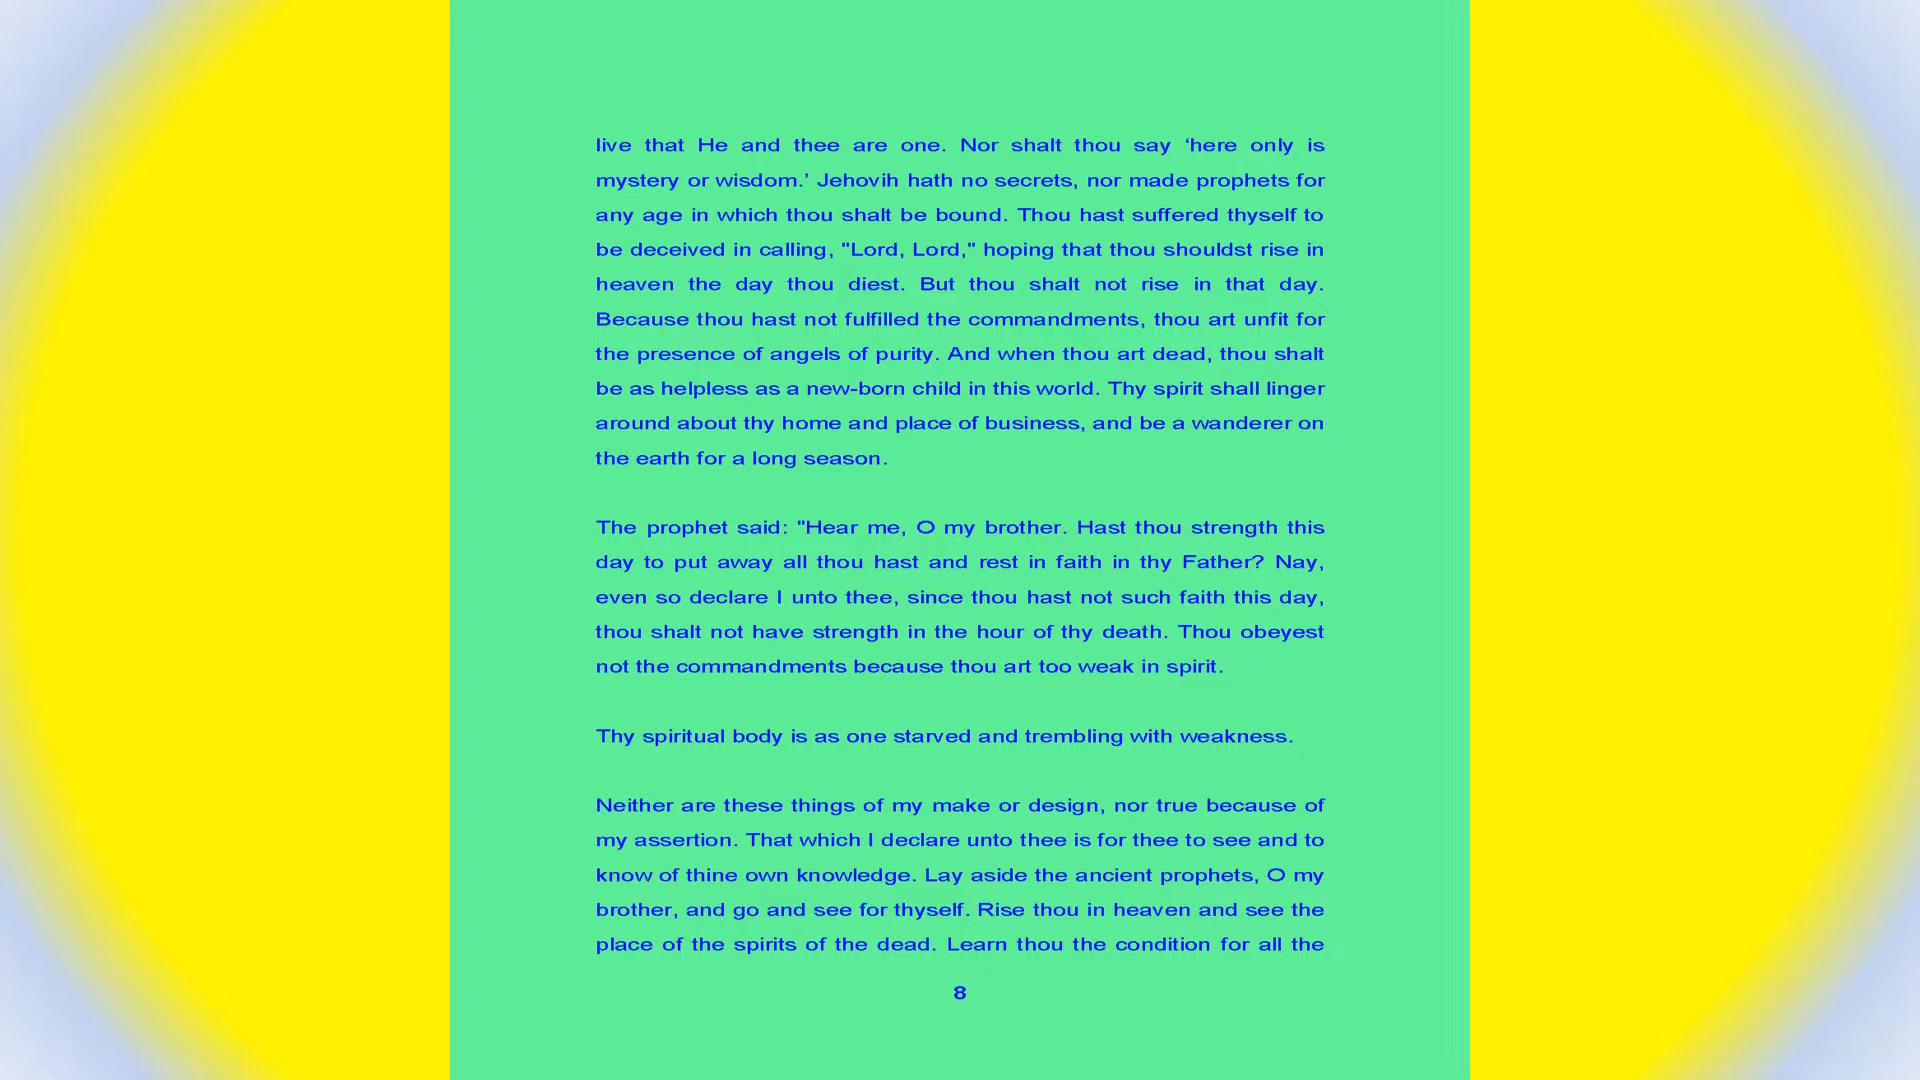 live that He and thee are one. Nor shalt thou say ‘here only is
mystery or wisdom.’ Jehovih hath no secrets, nor made prophets for
any age in which thou shalt be bound. Thou hast suffered thyself to
be deceived in calling, "Lord, Lord," hoping that thou shouldst rise in
heaven the day thou diest. But thou shalt not rise in that day.
Because thou hast not fulfilled the commandments, thou art unfit for
the presence of angels of purity. And when thou art dead, thou shalt
be as helpless as a new-born child in this world. Thy spirit shall linger
around about thy home and place of business, and be a wanderer on
the earth for a long season.
The prophet said: "Hear me, O my brother. Hast thou strength this
day to put away all thou hast and rest in faith in thy Father? Nay,
even so declare I unto thee, since thou hast not such faith this day,
thou shalt not have strength in the hour of thy death. Thou obeyest
not the commandments because thou art too weak in spirit.
Thy spiritual body is as one starved and trembling with weakness.
Neither are these things of my make or design, nor true because of
my assertion. That which I declare unto thee is for thee to see and to
know of thine own knowledge. Lay aside the ancient prophets, O my
brother, and go and see for thyself. Rise thou in heaven and see the
place of the spirits of the dead. Learn thou the condition for all the
8